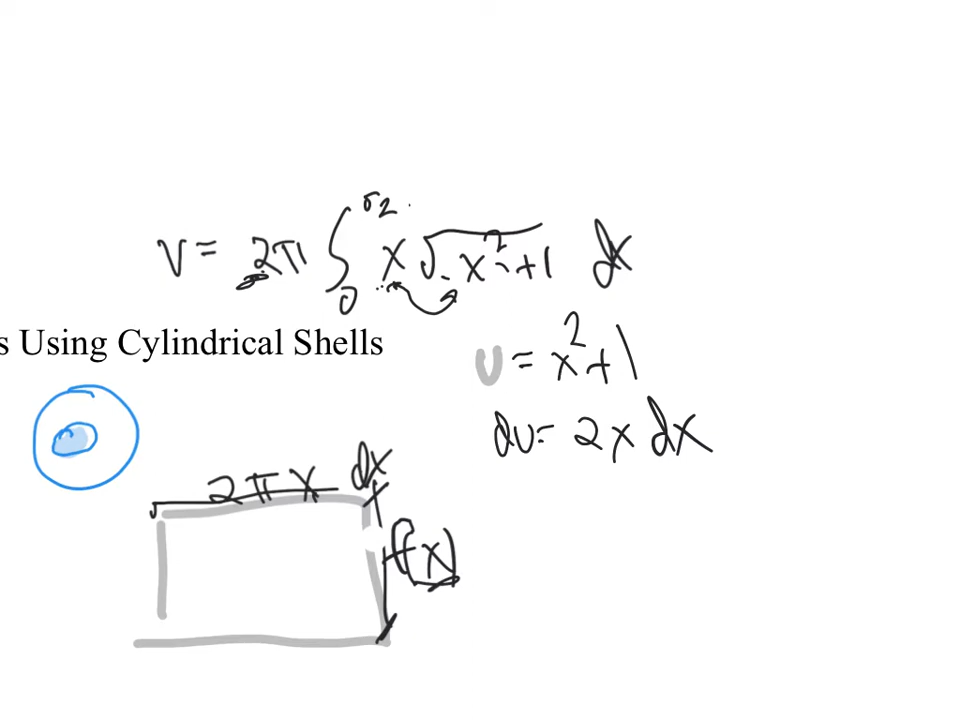 V = 2π ∫₀^√2 x √x²+1 dx
s Using Cylindrical Shells
u = x²+1
du = 2x dx
2πx dx
f(x)